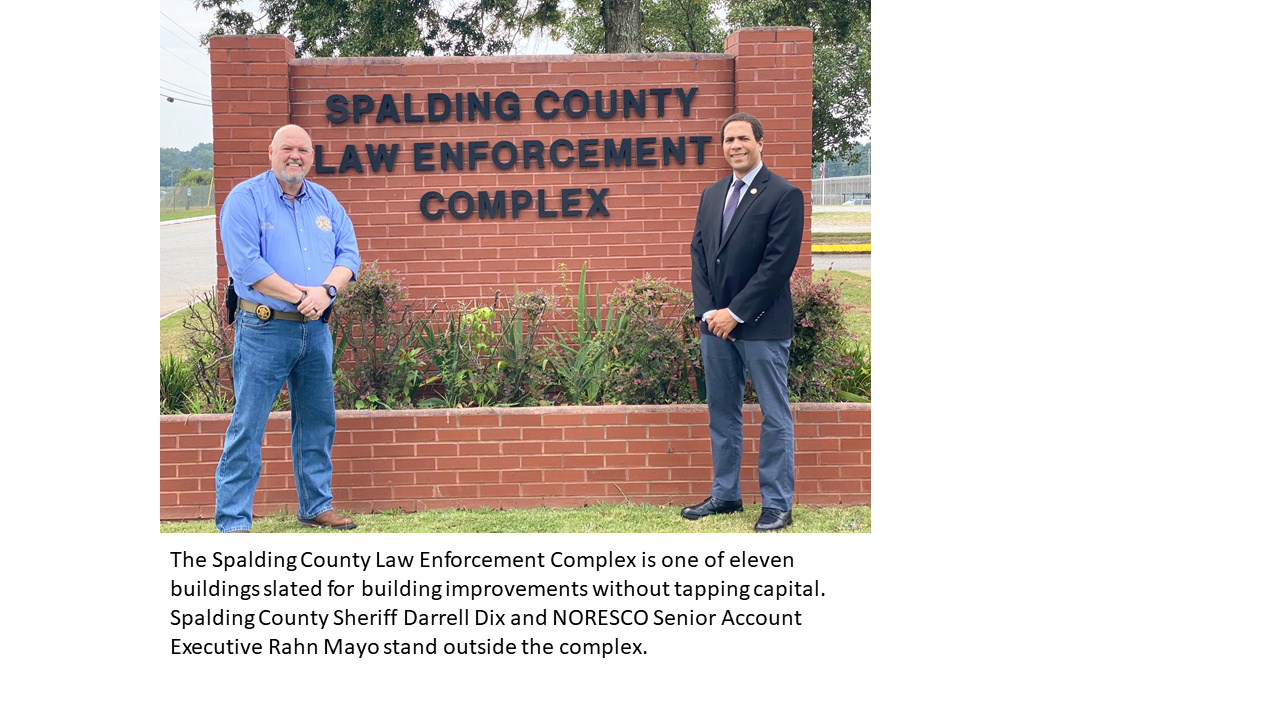 SPALDING COUNTY
LAW ENFORCEMENT
COMPLEX
The Spalding County Law Enforcement Complex is one of eleven
buildings slated for building improvements without tapping capital.
Spalding County Sheriff Darrell Dix and NORESCO Senior Account
Executive Rahn Mayo stand outside the complex.